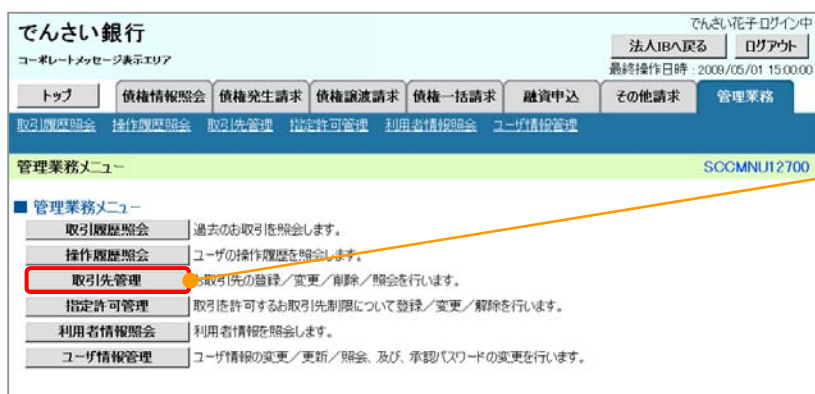 でんさい銀行
コーポレートメッセージ表示エリア
でんさい花子 ログイン中
法人IBへ戻る ログアウト
最終操作日時：2009/05/01 15:00:00
トップ 債権情報照会 債権発生請求 債権譲渡請求 債権一括請求 融資申込 その他請求 管理業務
取引履歴照会 操作履歴照会 取引先管理 指定許可管理 利用者情報照会 ユーザ情報管理
管理業務メニュー SCCMNU12700
■ 管理業務メニュー
取引履歴照会 過去のお取引を照会します。
操作履歴照会 ユーザの操作履歴を照会します。
取引先管理 お取引先の登録／変更／削除／照会を行います。
指定許可管理 取引を許可するお取引先制限について登録／変更／解除を行います。
利用者情報照会 利用者情報を照会します。
ユーザ情報管理 ユーザ情報の変更／更新／照会、及び、承認パスワードの変更を行います。